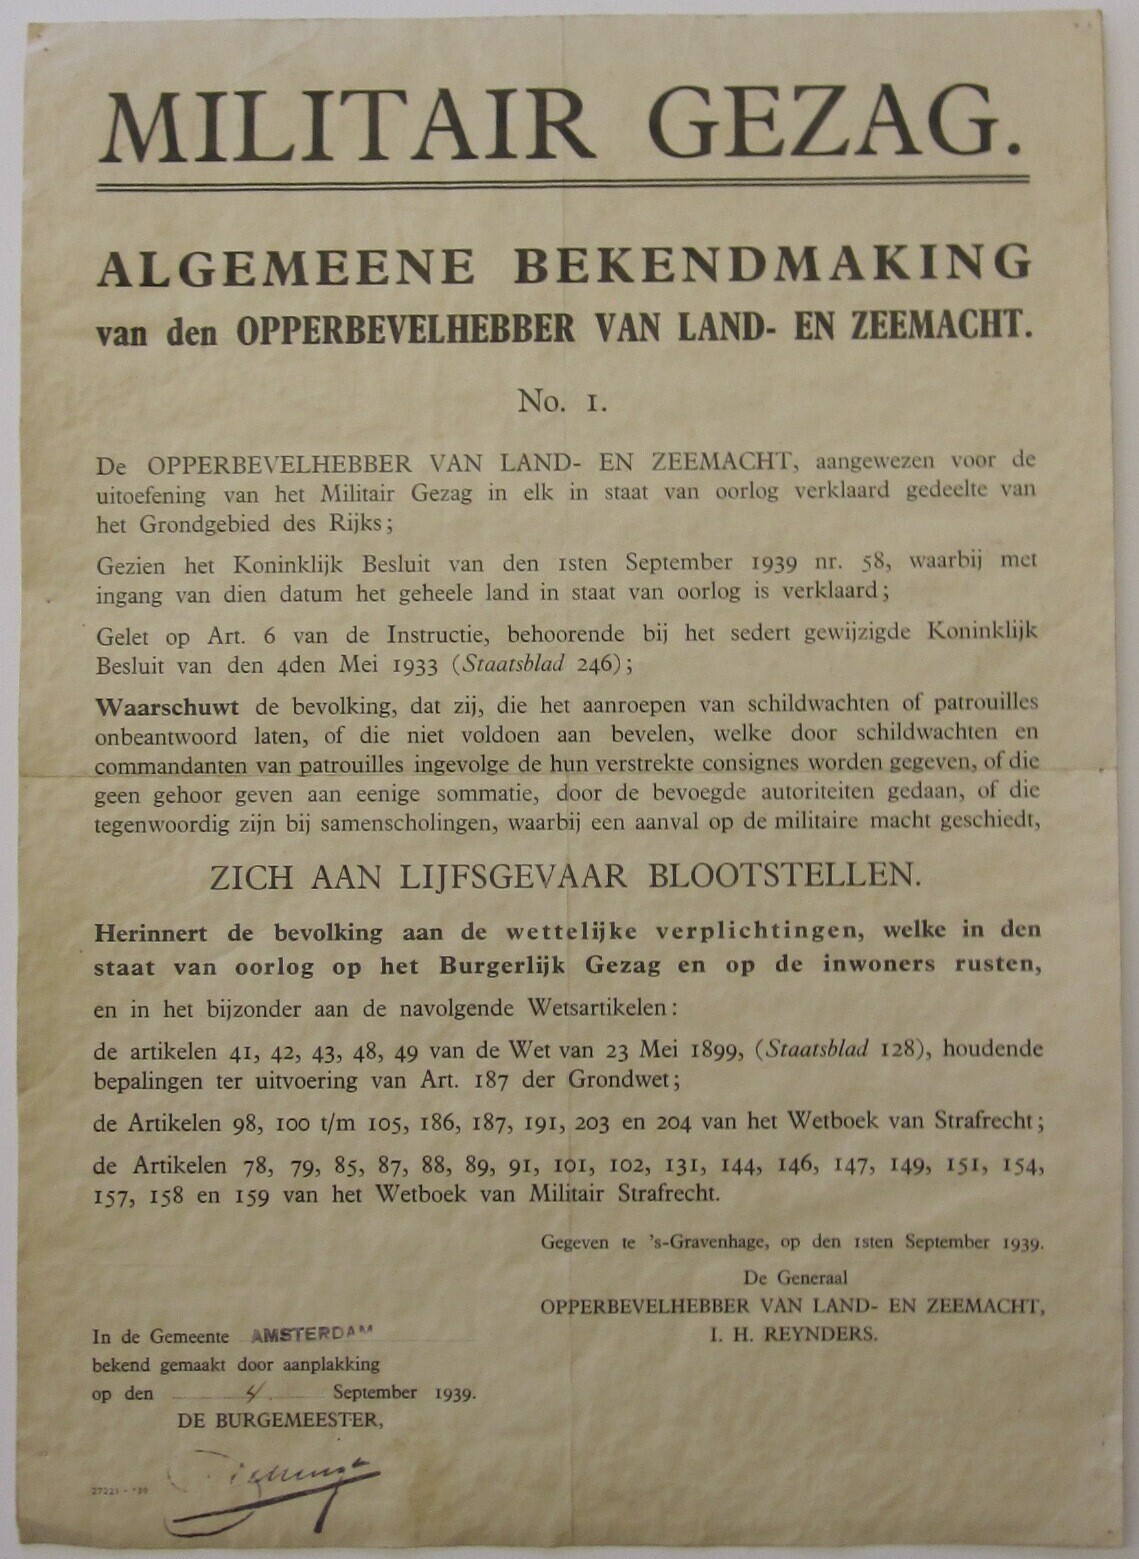 MILITAIR GEZAG.
ALGEMEENE BEKENDMAKING
van den OPPERBEVELHEBBER VAN LAND- EN ZEEMACHT.
No. 1.
De OPPERBEVELHEBBER VAN LAND- EN ZEEMACHT, aangewezen voor de
uitoefening van het Militair Gezag in elk in staat van oorlog verklaard gedeelte van
het Grondgebied des Rijks;
Gezien het Koninklijk Besluit van den 1sten September 1939 nr. 58, waarbij met
ingang van dien datum het geheele land in staat van oorlog is verklaard;
Gelet op Art. 6 van de Instructie, behoorende bij het sedert gewijzigde Koninklijk
Besluit van den 4den Mei 1933 (Staatsblad 246);
Waarschuwt de bevolking, dat zij, die het aanroepen van schildwachten of patrouilles
onbeantwoord laten, of die niet voldoen aan bevelen, welke door schildwachten en
commandanten van patrouilles ingevolge de hun verstrekte consignes worden gegeven, of die
geen gehoor geven aan eenige sommatie, door de bevoegde autoriteiten gedaan, of die
tegenwoordig zijn bij samenscholingen, waarbij een aanval op de militaire macht geschiedt,
ZICH AAN LIJFSGEVAAR BLOOTSTELLEN.
Herinnert de bevolking aan de wettelijke verplichtingen, welke in den
staat van oorlog op het Burgerlijk Gezag en op de inwoners rusten,
en in het bijzonder aan de navolgende Wetsartikelen:
de artikelen 41, 42, 43, 48, 49 van de Wet van 23 Mei 1899, (Staatsblad 128), houdende
bepalingen ter uitvoering van Art. 187 der Grondwet;
de Artikelen 98, 100 t/m 105, 186, 187, 191, 203 en 204 van het Wetboek van Strafrecht;
de Artikelen 78, 79, 85, 87, 88, 89, 91, 101, 102, 131, 144, 146, 147, 149, 151, 154,
157, 158 en 159 van het Wetboek van Militair Strafrecht.
Gegeven te 's-Gravenhage, op den 1sten September 1939.
De Generaal
OPPERBEVELHEBBER VAN LAND- EN ZEEMACHT,
I. H. REYNDERS.
In de Gemeente AMSTERDAM
bekend gemaakt door aanplakking
op den 4 September 1939.
DE BURGEMEESTER,
27221 - '39